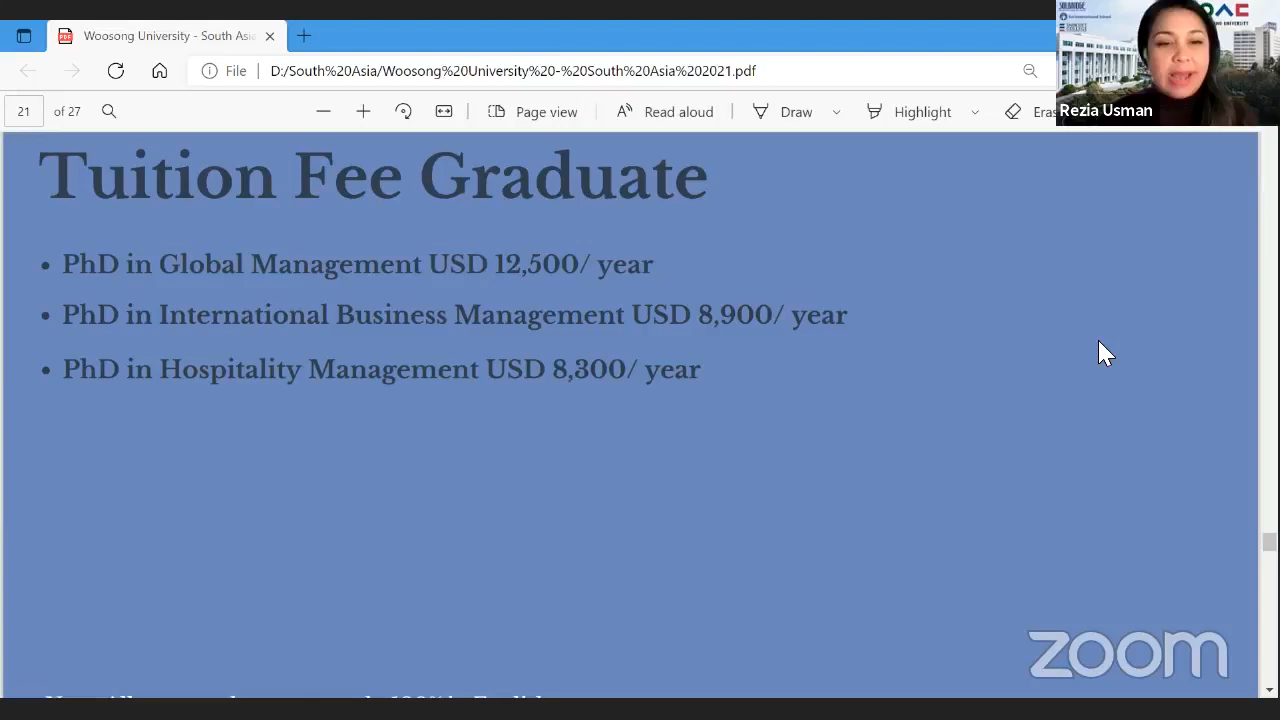 Woosong University - South Asi
File
D:/South%20Asia/Woosong%20University%20-%20South%20Asia%202021.pdf
Rezia Usman
21 of 27
Page view
Read aloud
Draw
Highlight
Eras
Tuition Fee Graduate
• PhD in Global Management USD 12,500/ year
• PhD in International Business Management USD 8,900/ year
• PhD in Hospitality Management USD 8,300/ year
zoom